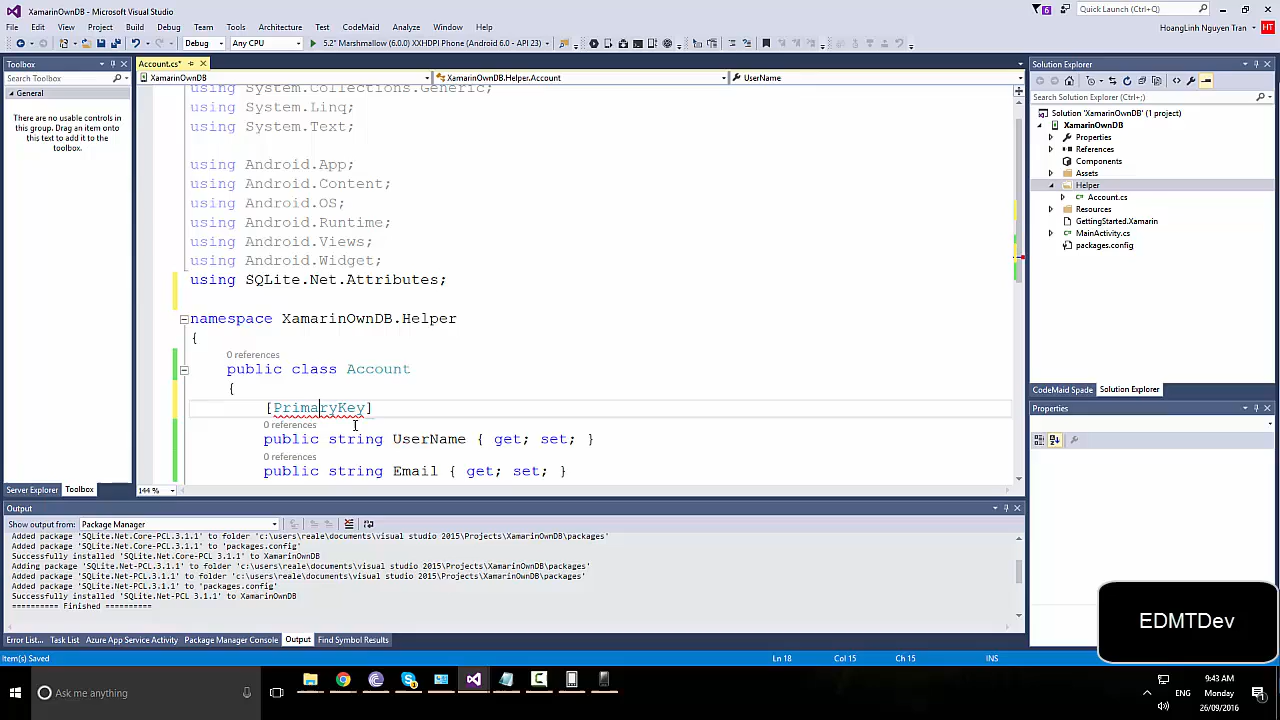 XamarinOwnDB - Microsoft Visual Studio
6
Quick Launch (Ctrl+;)
File Edit View Project Build Debug Team Tools Architecture Test CodeMaid Analyze Window Help
HoangLinh Nguyen Tran HT
Debug Any CPU 5.2" Marshmallow (6.0.0) XXHDPI Phone (Android 6.0 - API 23)
Toolbox
Account.cs*
Solution Explorer
Search Toolbox
XamarinOwnDB
XamarinOwnDB.Helper.Account
UserName
General
There are no usable controls in
this group. Drag an item onto
this text to add it to the
toolbox.
using System.Collections.Generic;
using System.Linq;
using System.Text;
using Android.App;
using Android.Content;
using Android.OS;
using Android.Runtime;
using Android.Views;
using Android.Widget;
using SQLite.Net.Attributes;
namespace XamarinOwnDB.Helper
{
0 references
public class Account
{
[PrimaryKey]
0 references
public string UserName { get; set; }
0 references
public string Email { get; set; }
144 %
Search Solution Explorer (Ctrl+;)
Solution 'XamarinOwnDB' (1 project)
XamarinOwnDB
Properties
References
Components
Assets
Helper
Account.cs
Resources
GettingStarted.Xamarin
MainActivity.cs
packages.config
CodeMaid Spade Solution Explorer
Properties
Server Explorer Toolbox
Output
Show output from: Package Manager
Added package 'SQLite.Net.Core-PCL.3.1.1' to folder 'c:\users\reale\documents\visual studio 2015\Projects\XamarinOwnDB\packages'
Added package 'SQLite.Net.Core-PCL.3.1.1' to 'packages.config'
Successfully installed 'SQLite.Net.Core-PCL 3.1.1' to XamarinOwnDB
Adding package 'SQLite.Net-PCL.3.1.1' to folder 'c:\users\reale\documents\visual studio 2015\Projects\XamarinOwnDB\packages'
Added package 'SQLite.Net-PCL.3.1.1' to folder 'c:\users\reale\documents\visual studio 2015\Projects\XamarinOwnDB\packages'
Added package 'SQLite.Net-PCL.3.1.1' to 'packages.config'
Successfully installed 'SQLite.Net-PCL 3.1.1' to XamarinOwnDB
========== Finished ==========
EDMTDev
Error List... Task List Azure App Service Activity Package Manager Console Output Find Symbol Results
Item(s) Saved Ln 18 Col 15 Ch 15 INS
Ask me anything
ENG
9:43 AM
Monday
26/09/2016
1